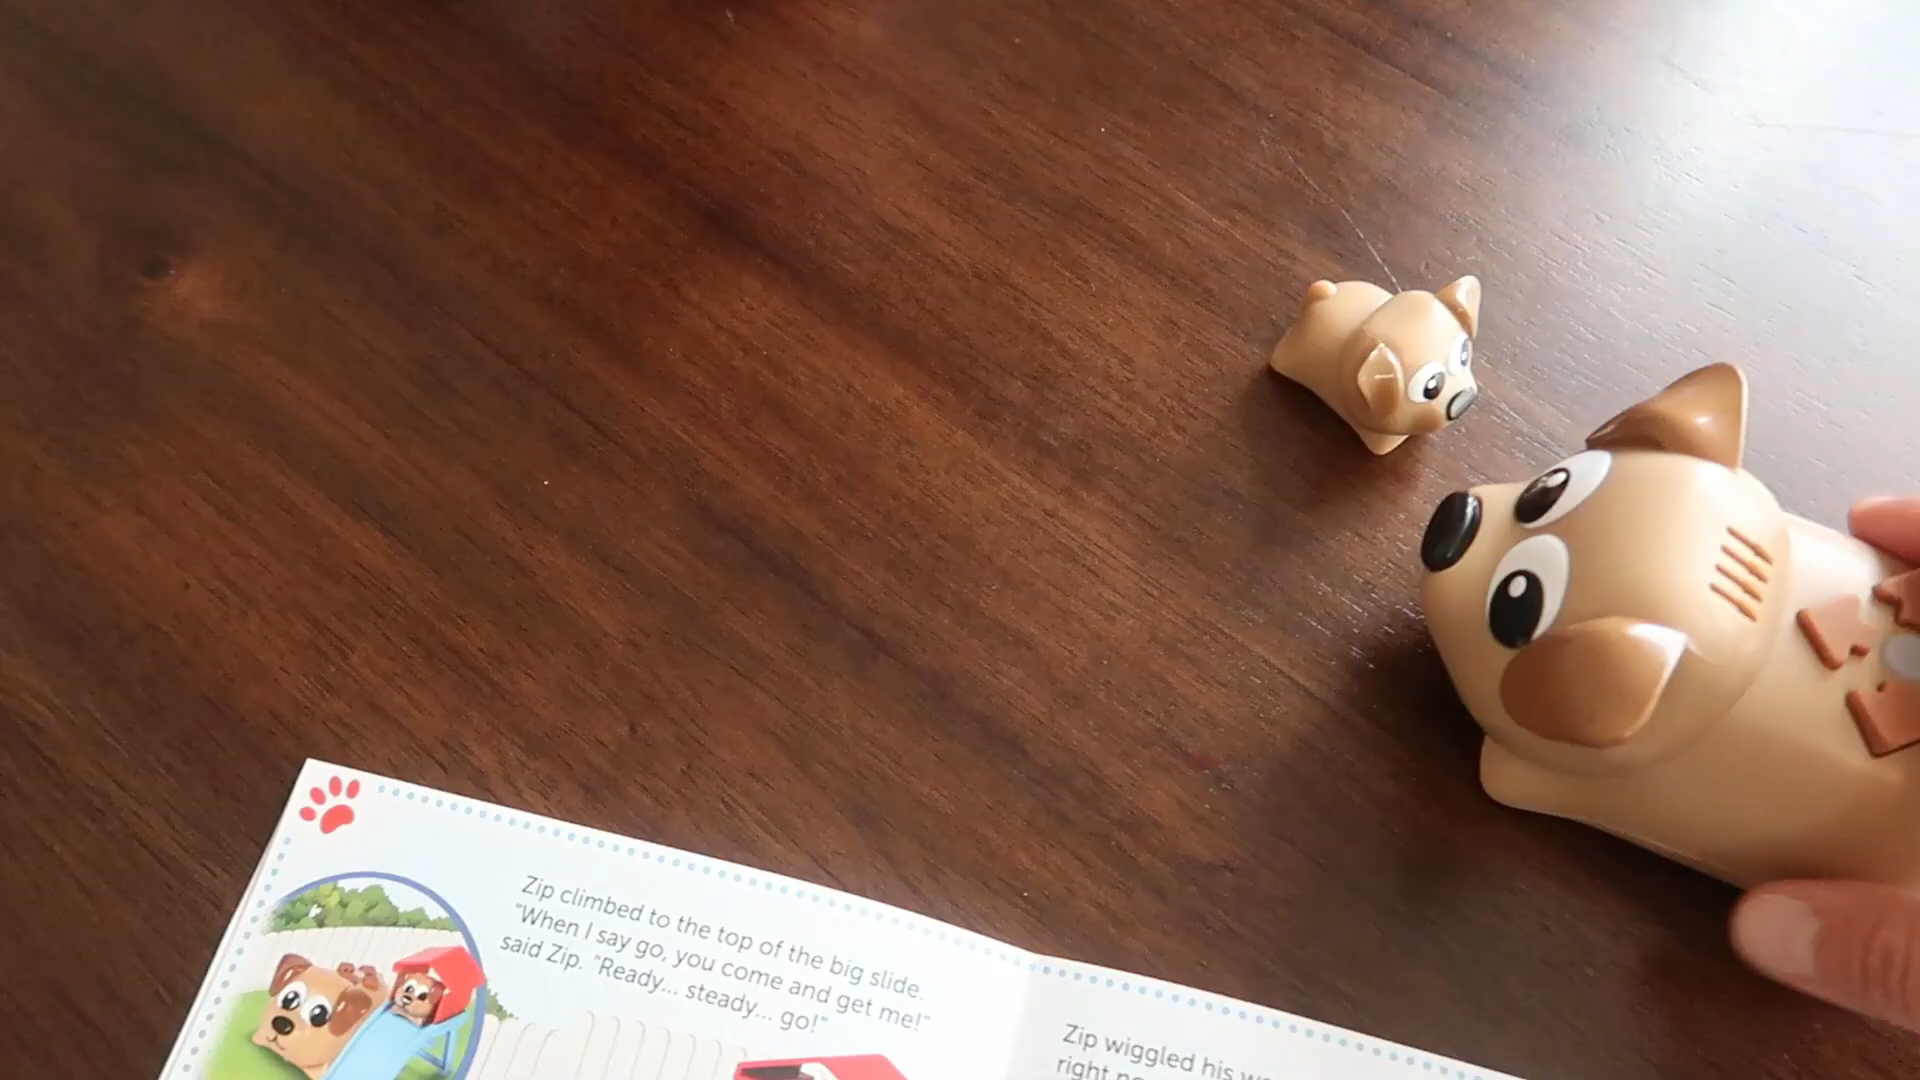 Zip climbed to the top of the big slide.
"When I say go, you come and get me!"
said Zip. "Ready... steady... go!"
Zip wiggled his
right